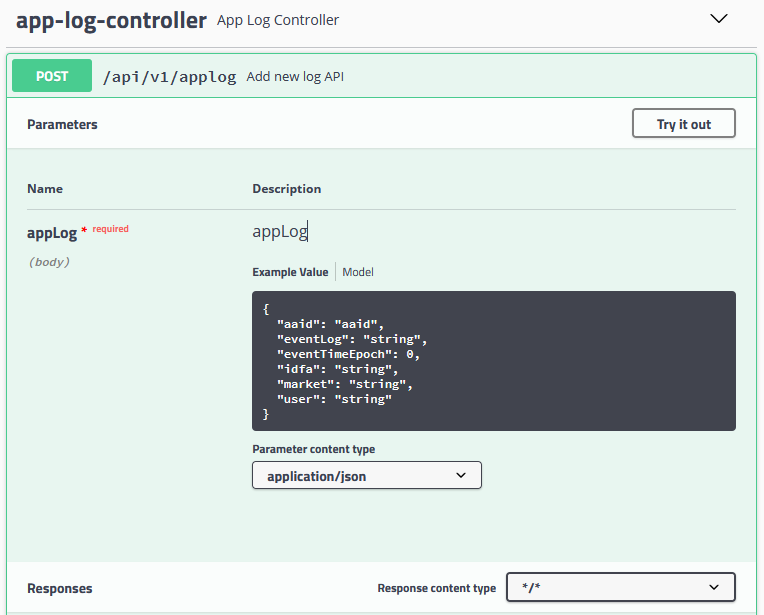 app-log-controller App Log Controller
POST /api/v1/applog Add new log API
Parameters Try it out
Name Description
appLog * required appLog
(body)
Example Value Model
{
"aaid": "aaid",
"eventLog": "string",
"eventTimeEpoch": 0,
"idfa": "string",
"market": "string",
"user": "string"
}
Parameter content type
application/json
Responses Response content type */*